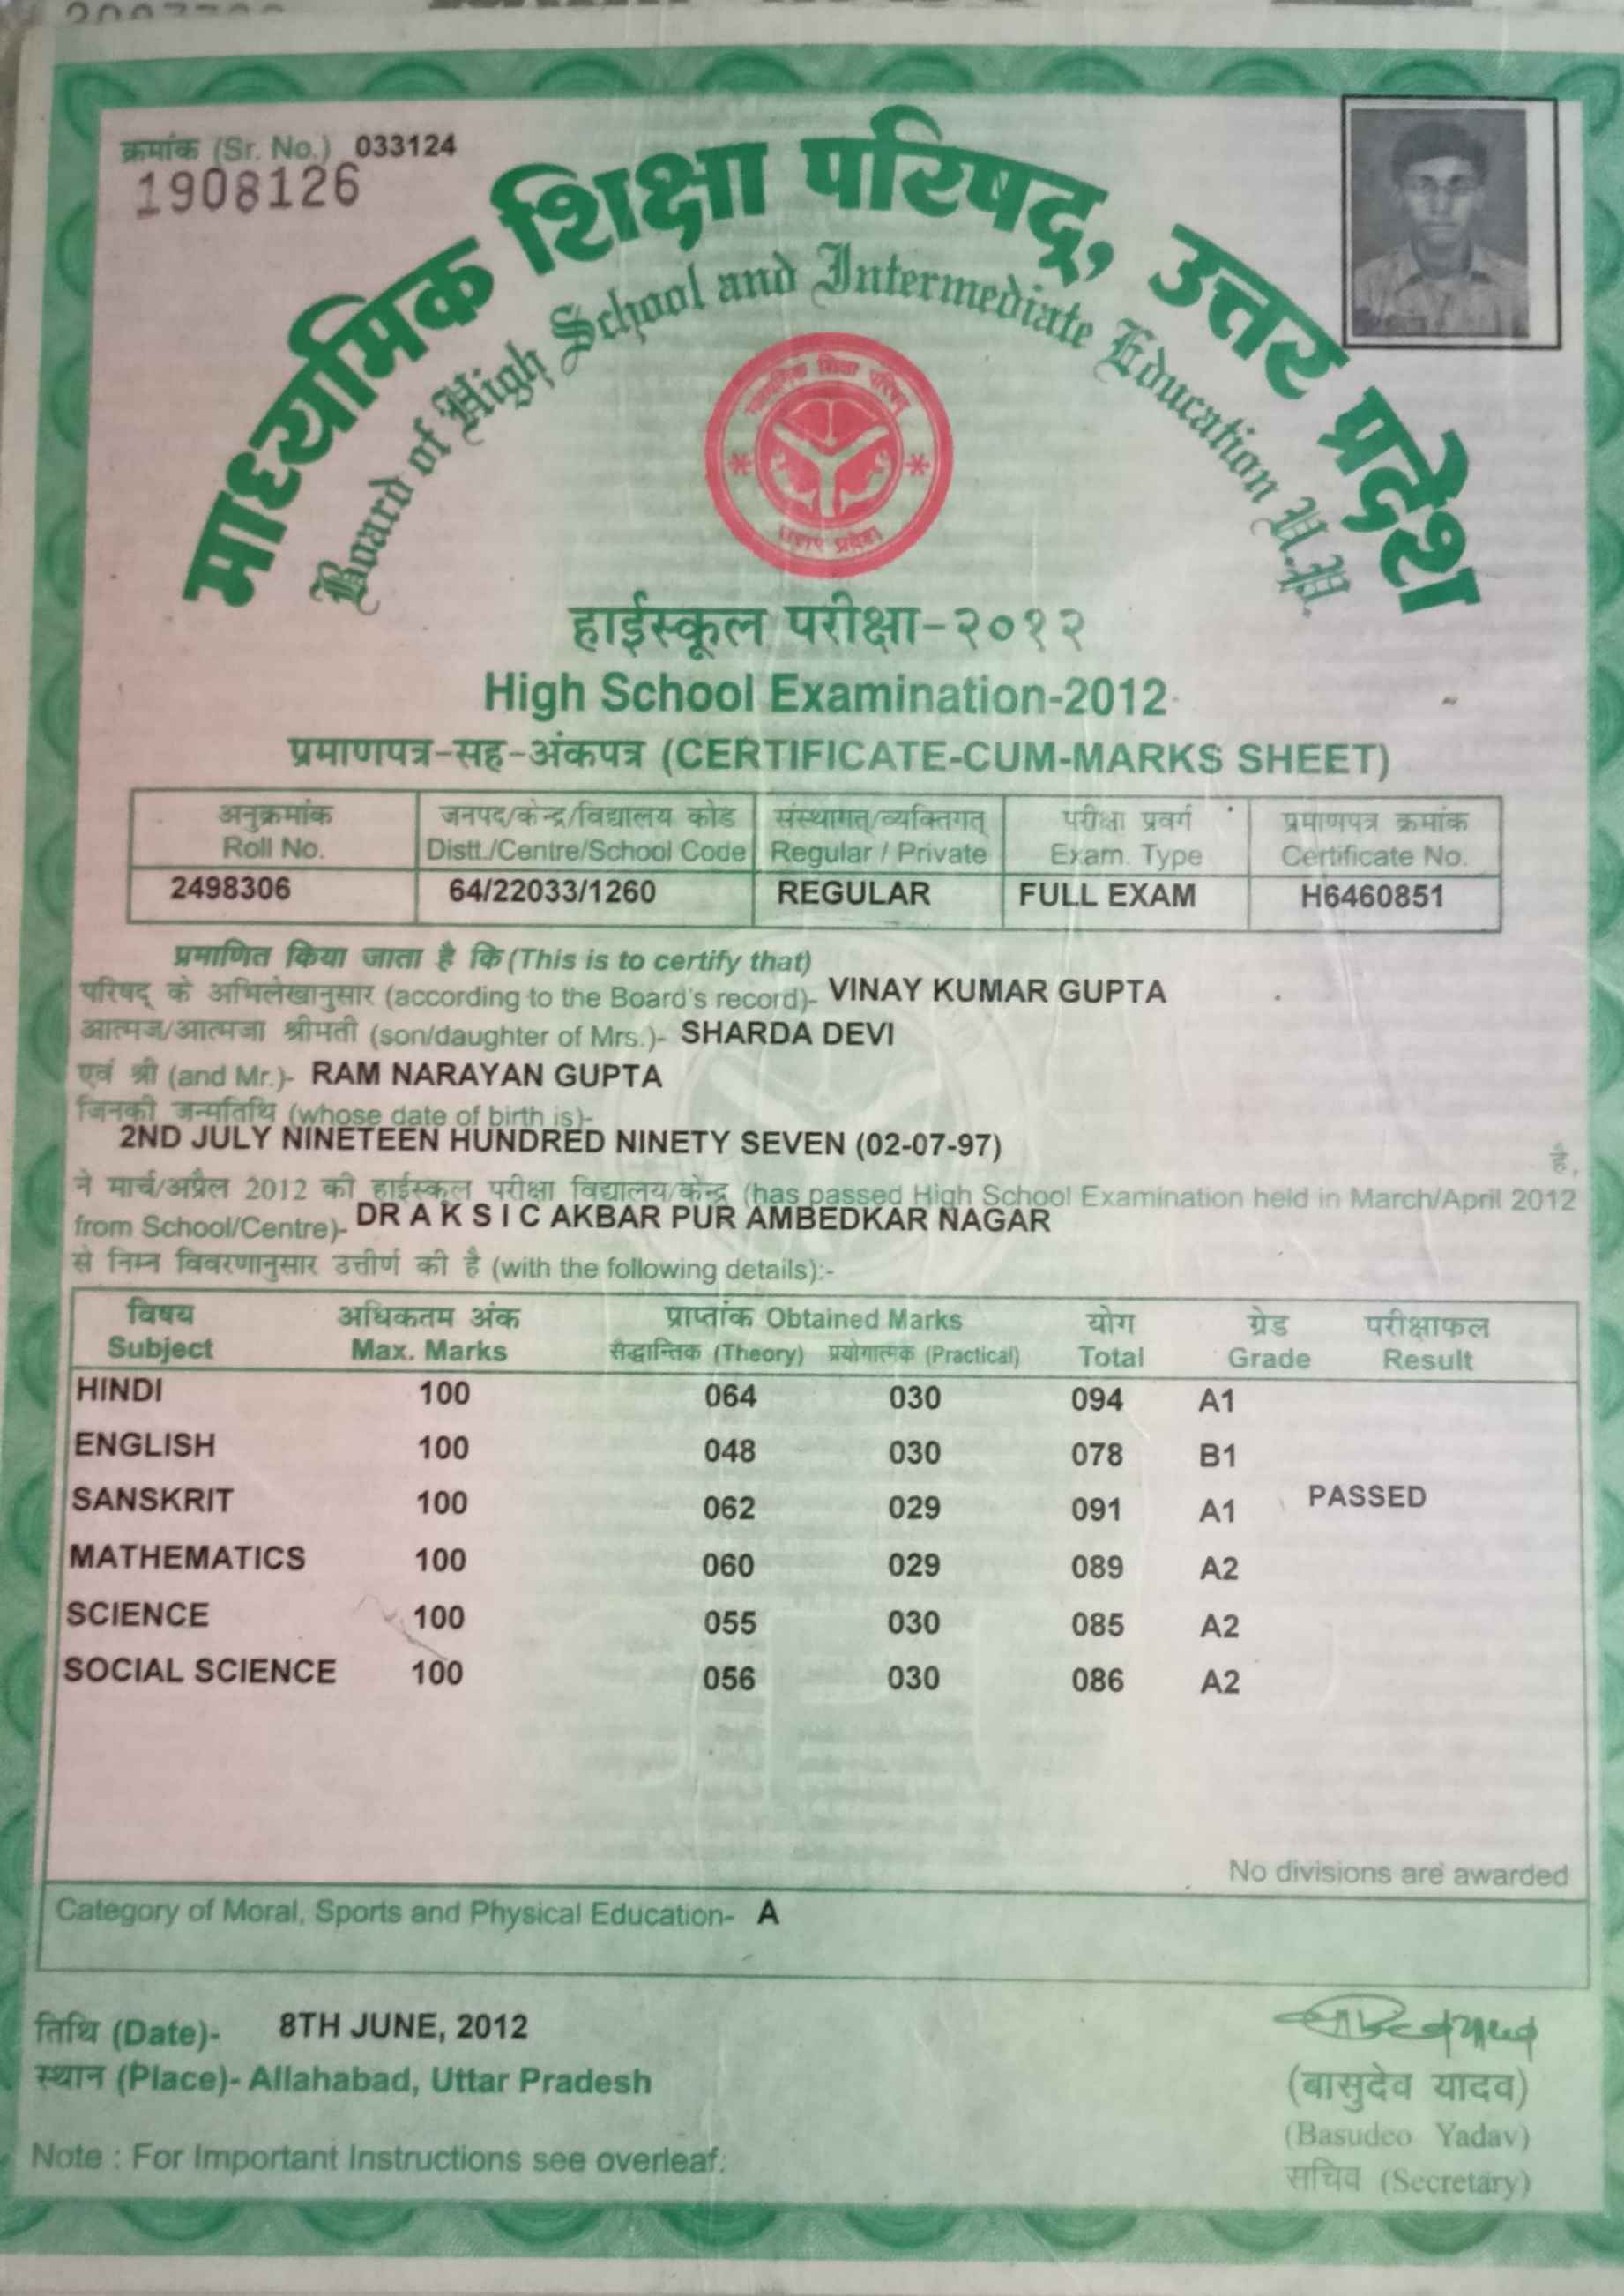 क्रमांक (Sr. No.) 033124
1908126
माध्यमिक शिक्षा परिषद्, उत्तर प्रदेश
Board of High School and Intermediate Education U.P.
माध्यमिक शिक्षा परिषद्
उत्तर प्रदेश
हाईस्कूल परीक्षा-२०१२
High School Examination-2012
प्रमाणपत्र-सह-अंकपत्र (CERTIFICATE-CUM-MARKS SHEET)
अनुक्रमांक जनपद/केन्द्र/विद्यालय कोड संस्थागत/व्यक्तिगत परीक्षा प्रवर्ग प्रमाणपत्र क्रमांक
Roll No. Distt./Centre/School Code Regular / Private Exam. Type Certificate No.
2498306 64/22033/1260 REGULAR FULL EXAM H6460851
प्रमाणित किया जाता है कि (This is to certify that)
परिषद् के अभिलेखानुसार (according to the Board's record)- VINAY KUMAR GUPTA
आत्मज/आत्मजा श्रीमती (son/daughter of Mrs.)- SHARDA DEVI
एवं श्री (and Mr.)- RAM NARAYAN GUPTA
जिनकी जन्मतिथि (whose date of birth is)-
2ND JULY NINETEEN HUNDRED NINETY SEVEN (02-07-97)
है,
ने मार्च/अप्रैल 2012 की हाईस्कूल परीक्षा विद्यालय/केन्द्र (has passed High School Examination held in March/April 2012
from School/Centre)- DR A K S I C AKBAR PUR AMBEDKAR NAGAR
से निम्न विवरणानुसार उत्तीर्ण की है (with the following details):-
विषय अधिकतम अंक प्राप्तांक Obtained Marks योग ग्रेड परीक्षाफल
Subject Max. Marks सैद्धान्तिक (Theory) प्रयोगात्मक (Practical) Total Grade Result
HINDI 100 064 030 094 A1
ENGLISH 100 048 030 078 B1
SANSKRIT 100 062 029 091 A1 PASSED
MATHEMATICS 100 060 029 089 A2
SCIENCE 100 055 030 085 A2
SOCIAL SCIENCE 100 056 030 086 A2
No divisions are awarded
Category of Moral, Sports and Physical Education- A
तिथि (Date)- 8TH JUNE, 2012
स्थान (Place)- Allahabad, Uttar Pradesh
(बासुदेव यादव)
(Basudeo Yadav)
सचिव (Secretary)
Note : For Important Instructions see overleaf.